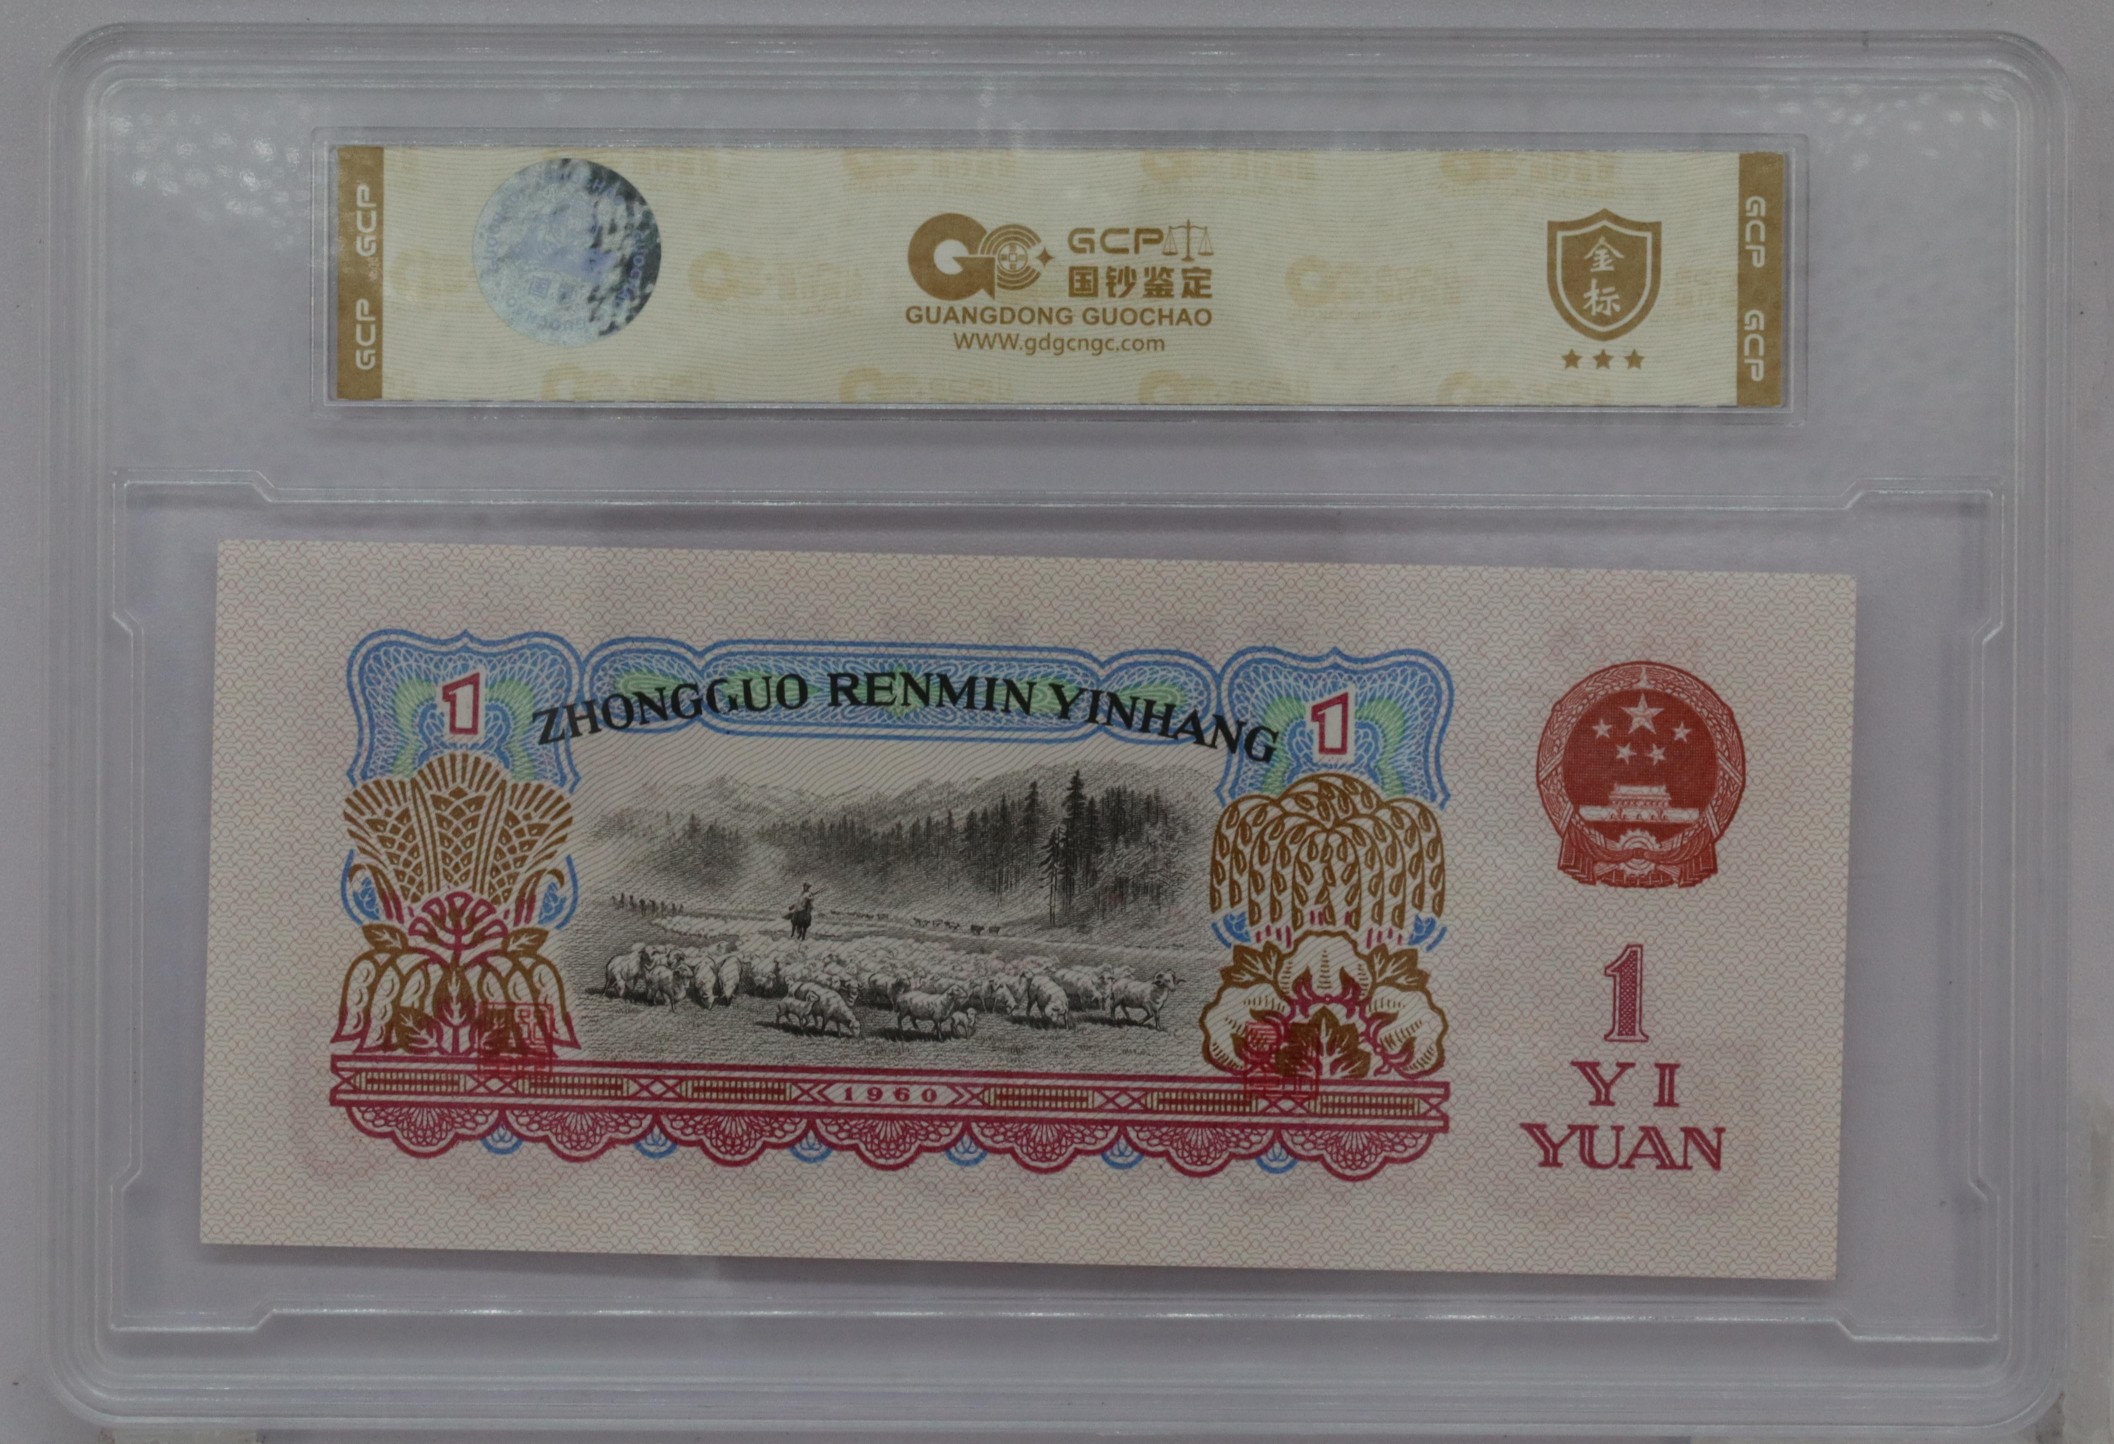 GCP GCP
GCP
国钞鉴定
GUANGDONG GUOCHAO
WWW.gdgcngc.com
金
标
GCP GCP
1
ZHONGGUO RENMIN YINHANG
1
1960
1
YI
YUAN